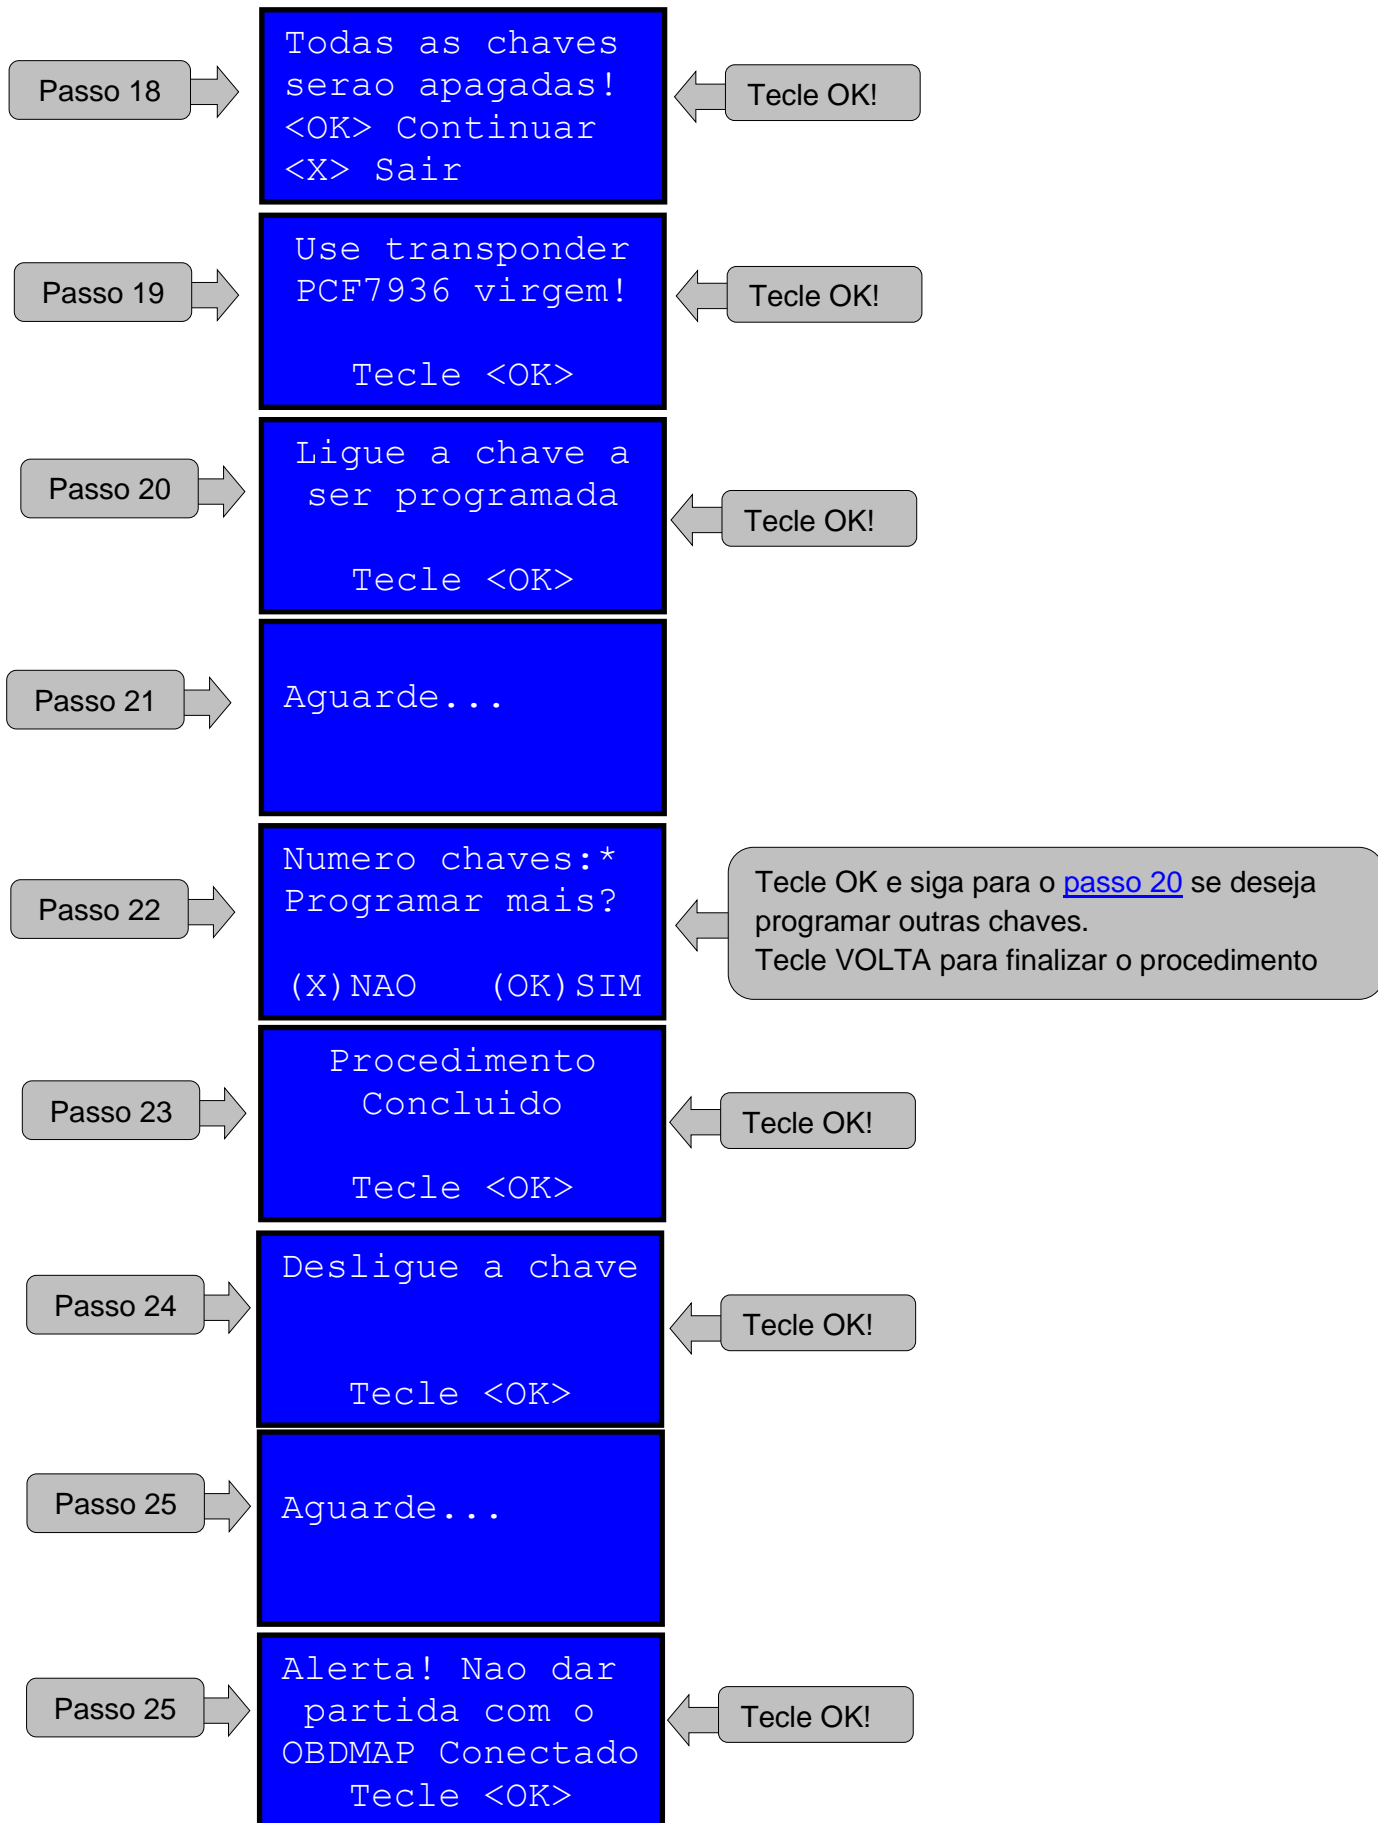 Passo 18
Todas as chaves
serao apagadas!
<OK> Continuar
<X> Sair
Tecle OK!
Passo 19
Use transponder
PCF7936 virgem!
Tecle <OK>
Tecle OK!
Passo 20
Ligue a chave a
ser programada
Tecle <OK>
Tecle OK!
Passo 21
Aguarde...
Passo 22
Numero chaves:*
Programar mais?
(X)NAO (OK)SIM
Tecle OK e siga para o passo 20 se deseja
programar outras chaves.
Tecle VOLTA para finalizar o procedimento
Passo 23
Procedimento
Concluido
Tecle <OK>
Tecle OK!
Passo 24
Desligue a chave
Tecle <OK>
Tecle OK!
Passo 25
Aguarde...
Passo 25
Alerta! Nao dar
partida com o
OBDMAP Conectado
Tecle <OK>
Tecle OK!